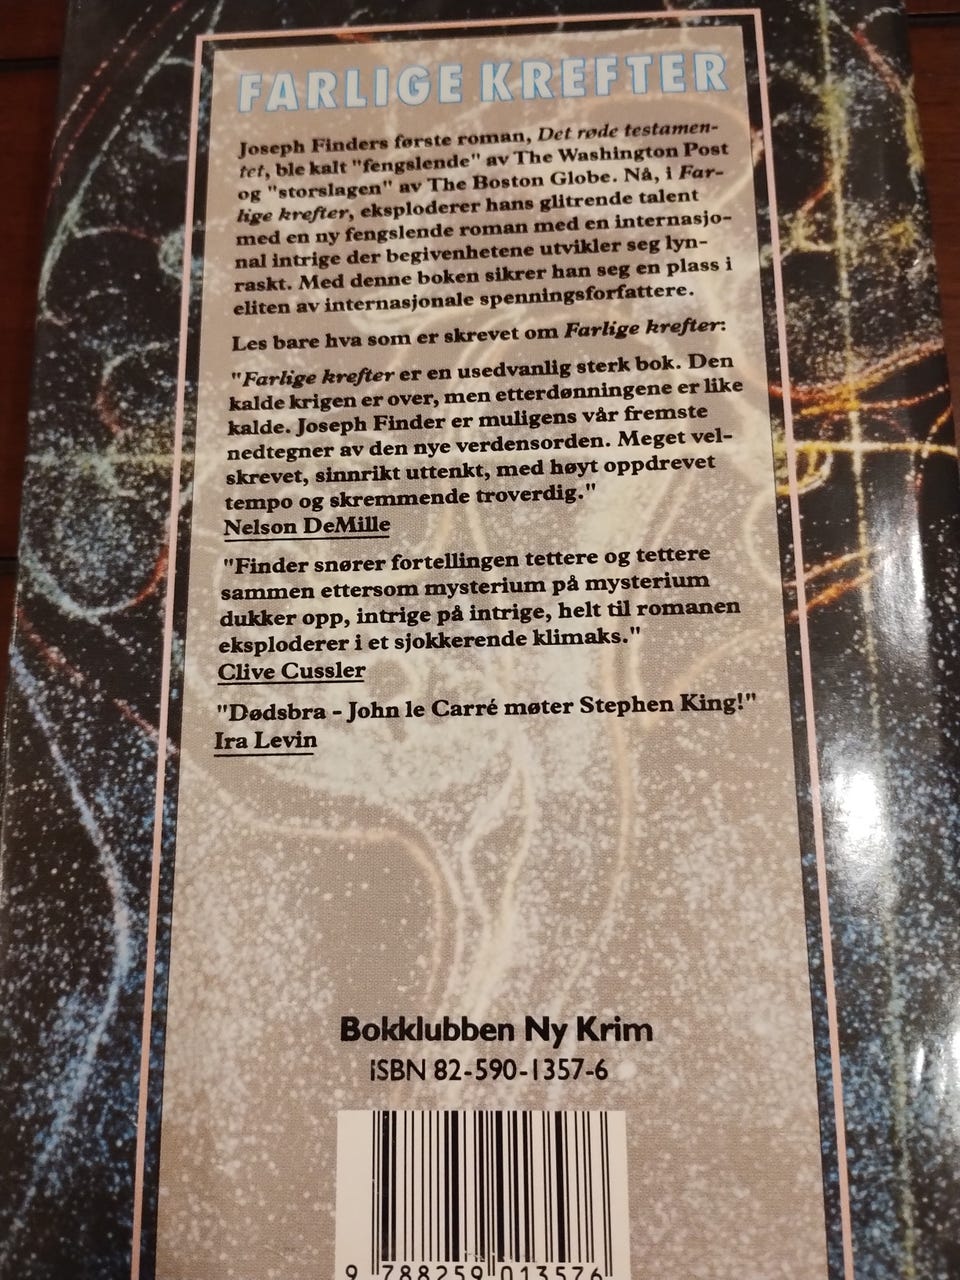 FARLIGE KREFTER
Joseph Finders første roman, Det røde testamen-
tet, ble kalt "fengslende" av The Washington Post
og "storslagen" av The Boston Globe. Nå, i Far-
lige krefter, eksploderer hans glitrende talent
med en ny fengslende roman med en internasjo-
nal intrige der begivenhetene utvikler seg lyn-
raskt. Med denne boken sikrer han seg en plass i
eliten av internasjonale spenningsforfattere.
Les bare hva som er skrevet om Farlige krefter:
"Farlige krefter er en usedvanlig sterk bok. Den
kalde krigen er over, men etterdønningene er like
kalde. Joseph Finder er muligens vår fremste
nedtegner av den nye verdensorden. Meget vel-
skrevet, sinnrikt uttenkt, med høyt oppdrevet
tempo og skremmende troverdig."
Nelson DeMille
"Finder snører fortellingen tettere og tettere
sammen ettersom mysterium på mysterium
dukker opp, intrige på intrige, helt til romanen
eksploderer i et sjokkerende klimaks."
Clive Cussler
"Dødsbra - John le Carré møter Stephen King!"
Ira Levin
Bokklubben Ny Krim
ISBN 82-590-1357-6
9 788259 013576